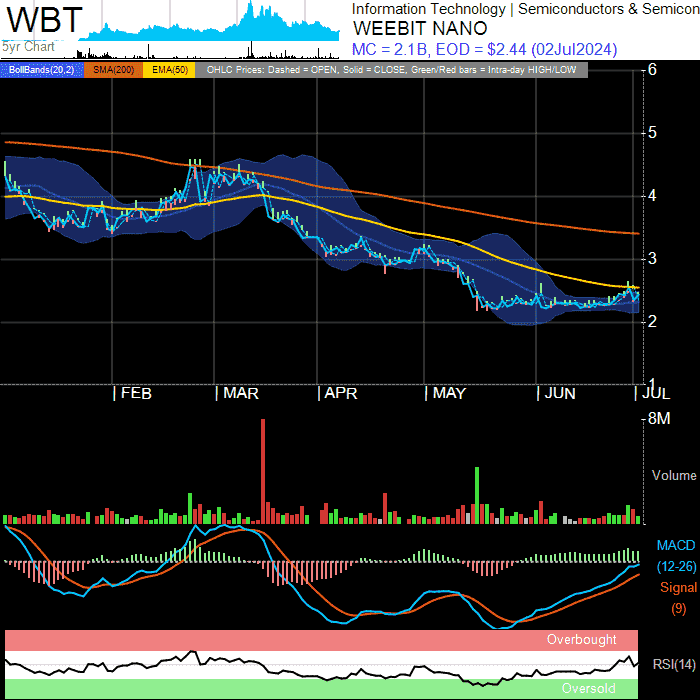 WBT
5yr Chart
Information Technology | Semiconductors & Semicon
WEEBIT NANO
MC = 2.1B, EOD = $2.44 (02Jul2024)
BollBands(20,2) SMA(200) EMA(50) OHLC Prices: Dashed = OPEN, Solid = CLOSE, Green/Red bars = Intra-day HIGH/LOW
6
5
4
3
2
1
| FEB | MAR | APR | MAY | JUN | JUL
8M
Volume
MACD
(12-26)
Signal
(9)
Overbought
RSI(14)
Oversold